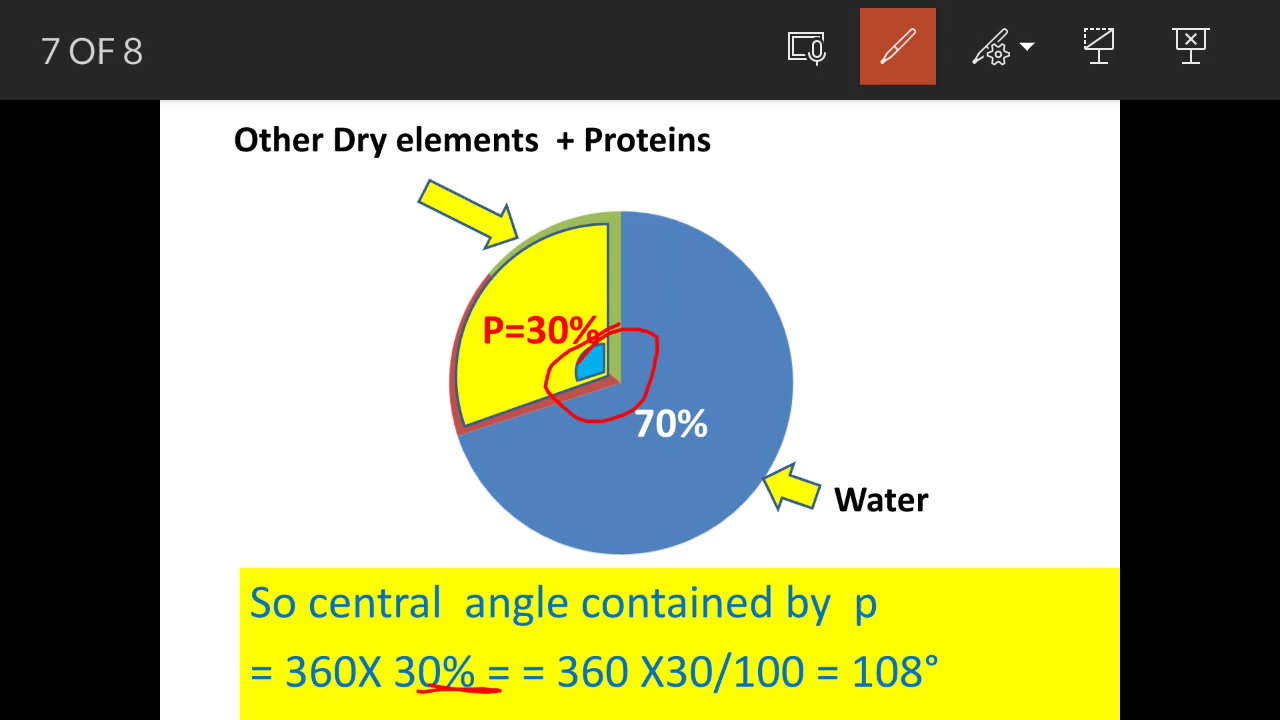 7 OF 8
Other Dry elements + Proteins
P=30%
70%
Water
So central angle contained by p
= 360X 30% = = 360 X30/100 = 108°